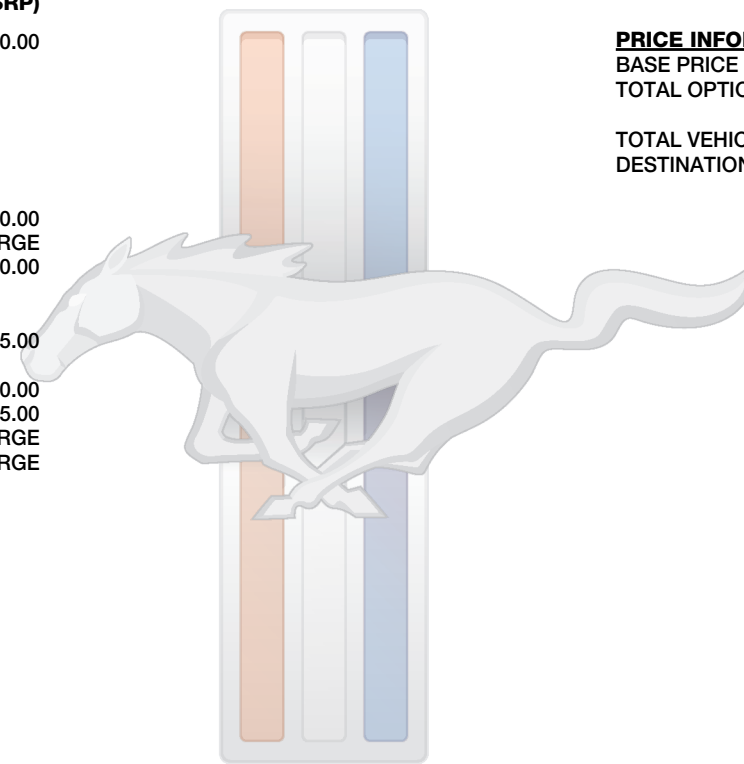 SRP)
0.00
0.00
RGE
0.00
5.00
0.00
5.00
RGE
RGE
PRICE INFO
BASE PRICE
TOTAL OPTIO
TOTAL VEHIC
DESTINATION